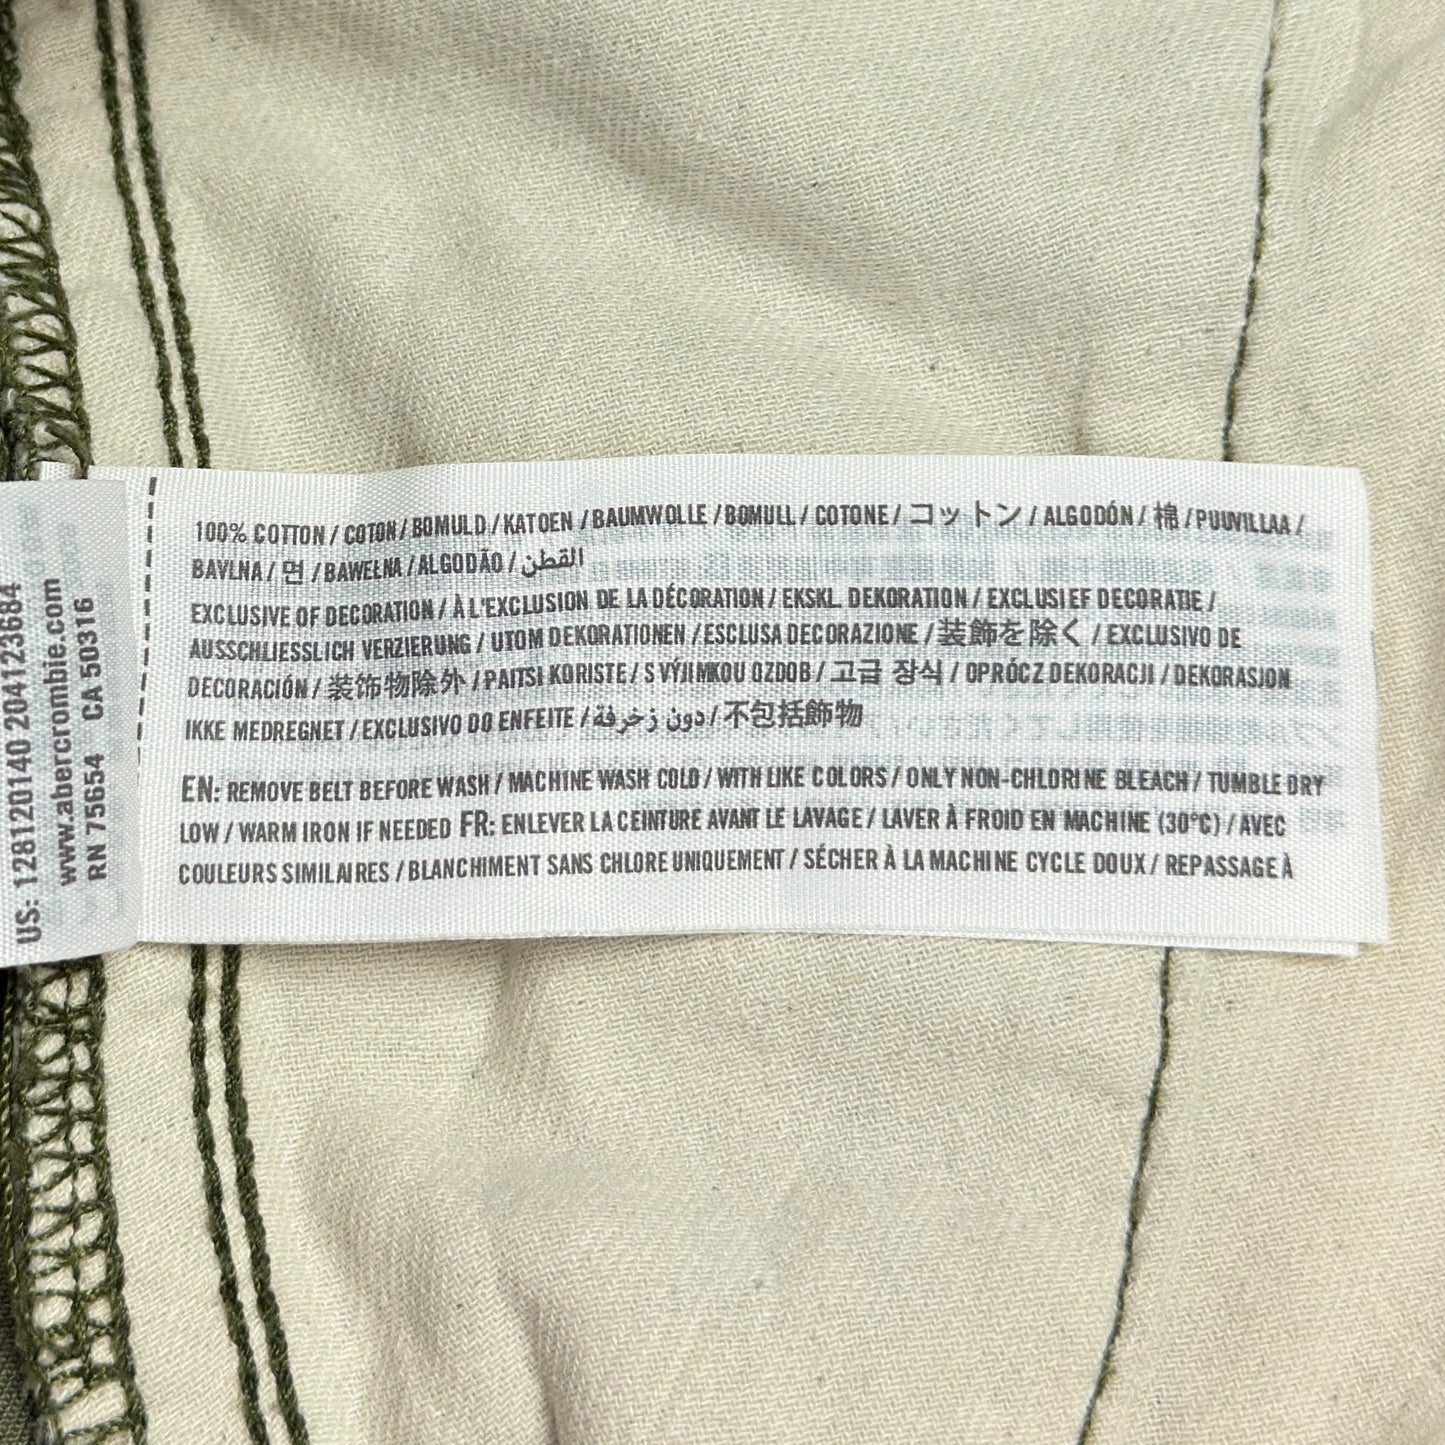 100% COTTON / COTON / BOMULD / KATOEN / BAUMWOLLE / BOMULL / COTONE / コットン / ALGODÓN / 棉 / PUUVILLAA /
BAVLNA / 면 / BAWEŁNA / ALGODÃO / القطن
EXCLUSIVE OF DECORATION / À L'EXCLUSION DE LA DÉCORATION / EKSKL. DEKORATION / EXCLUSIEF DECORATIE /
AUSSCHLIESSLICH VERZIERUNG / UTOM DEKORATIONEN / ESCLUSA DECORAZIONE / 装飾を除く / EXCLUSIVO DE
DECORACIÓN / 装饰物除外 / PAITSI KORISTE / S VÝJIMKOU OZDOB / 고급 장식 / OPRÓCZ DEKORACJI / DEKORASJON
IKKE MEDREGNET / EXCLUSIVO DO ENFEITE / دون زخرفة / 不包括飾物
EN: REMOVE BELT BEFORE WASH / MACHINE WASH COLD / WITH LIKE COLORS / ONLY NON-CHLORINE BLEACH / TUMBLE DRY
LOW / WARM IRON IF NEEDED FR: ENLEVER LA CEINTURE AVANT LE LAVAGE / LAVER À FROID EN MACHINE (30°C) / AVEC
COULEURS SIMILAIRES / BLANCHIMENT SANS CHLORE UNIQUEMENT / SÉCHER À LA MACHINE CYCLE DOUX / REPASSAGE À
US: 128120140 204123684
www.abercrombie.com
RN 75654 CA 50316